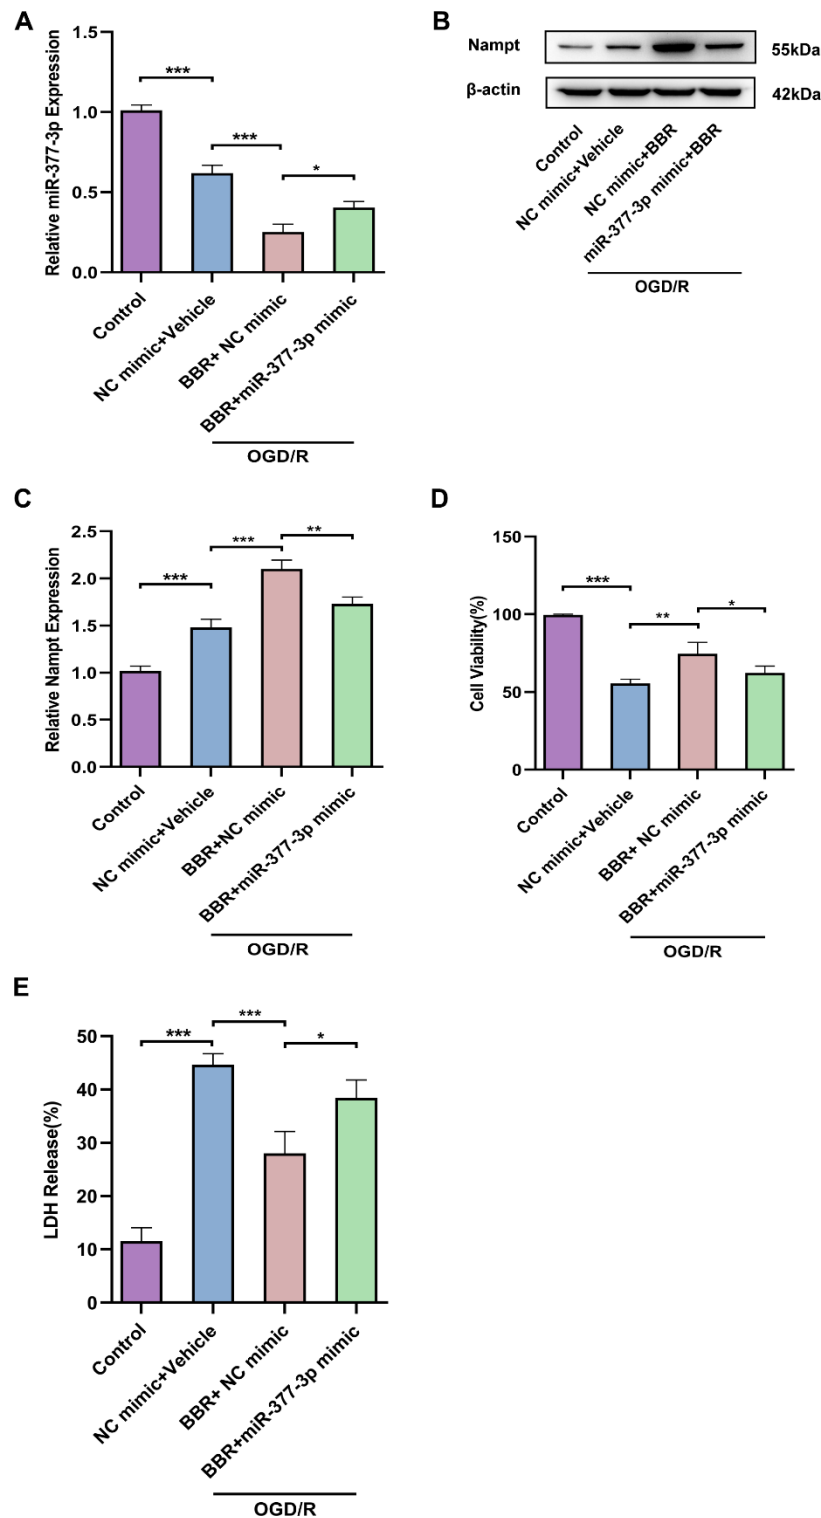 A
Relative miR-377-3p Expression
1.5
1.0
0.5
0.0
***
***
*
Control
NC mimic+Vehicle
BBR+ NC mimic
BBR+miR-377-3p mimic
OGD/R
B
Nampt
55kDa
β-actin
42kDa
Control
NC mimic+Vehicle
NC mimic+BBR
miR-377-3p mimic+BBR
OGD/R
C
Relative Nampt Expression
2.5
2.0
1.5
1.0
0.5
0.0
***
***
**
Control
NC mimic+Vehicle
BBR+NC mimic
BBR+miR-377-3p mimic
OGD/R
D
Cell Viability(%)
150
100
50
0
***
**
*
Control
NC mimic+Vehicle
BBR+ NC mimic
BBR+miR-377-3p mimic
OGD/R
E
LDH Release(%)
50
40
30
20
10
0
***
***
*
Control
NC mimic+Vehicle
BBR+ NC mimic
BBR+miR-377-3p mimic
OGD/R